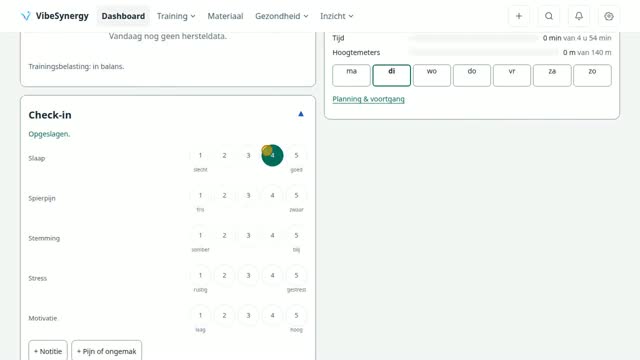 VibeSynergy Dashboard Training Materiaal Gezondheid Inzicht
Vandaag nog geen hersteldata.
Trainingsbelasting: in balans.
Check-in
Opgeslagen.
Slaap 1 2 3 4 5
slecht goed
Spierpijn 1 2 3 4 5
fris zwaar
Stemming 1 2 3 4 5
somber blij
Stress 1 2 3 4 5
rustig gestrest
Motivatie 1 2 3 4 5
laag hoog
+ Notitie + Pijn of ongemak
Tijd 0 min van 4 u 54 min
Hoogtemeters 0 m van 140 m
ma di wo do vr za zo
Planning & voortgang